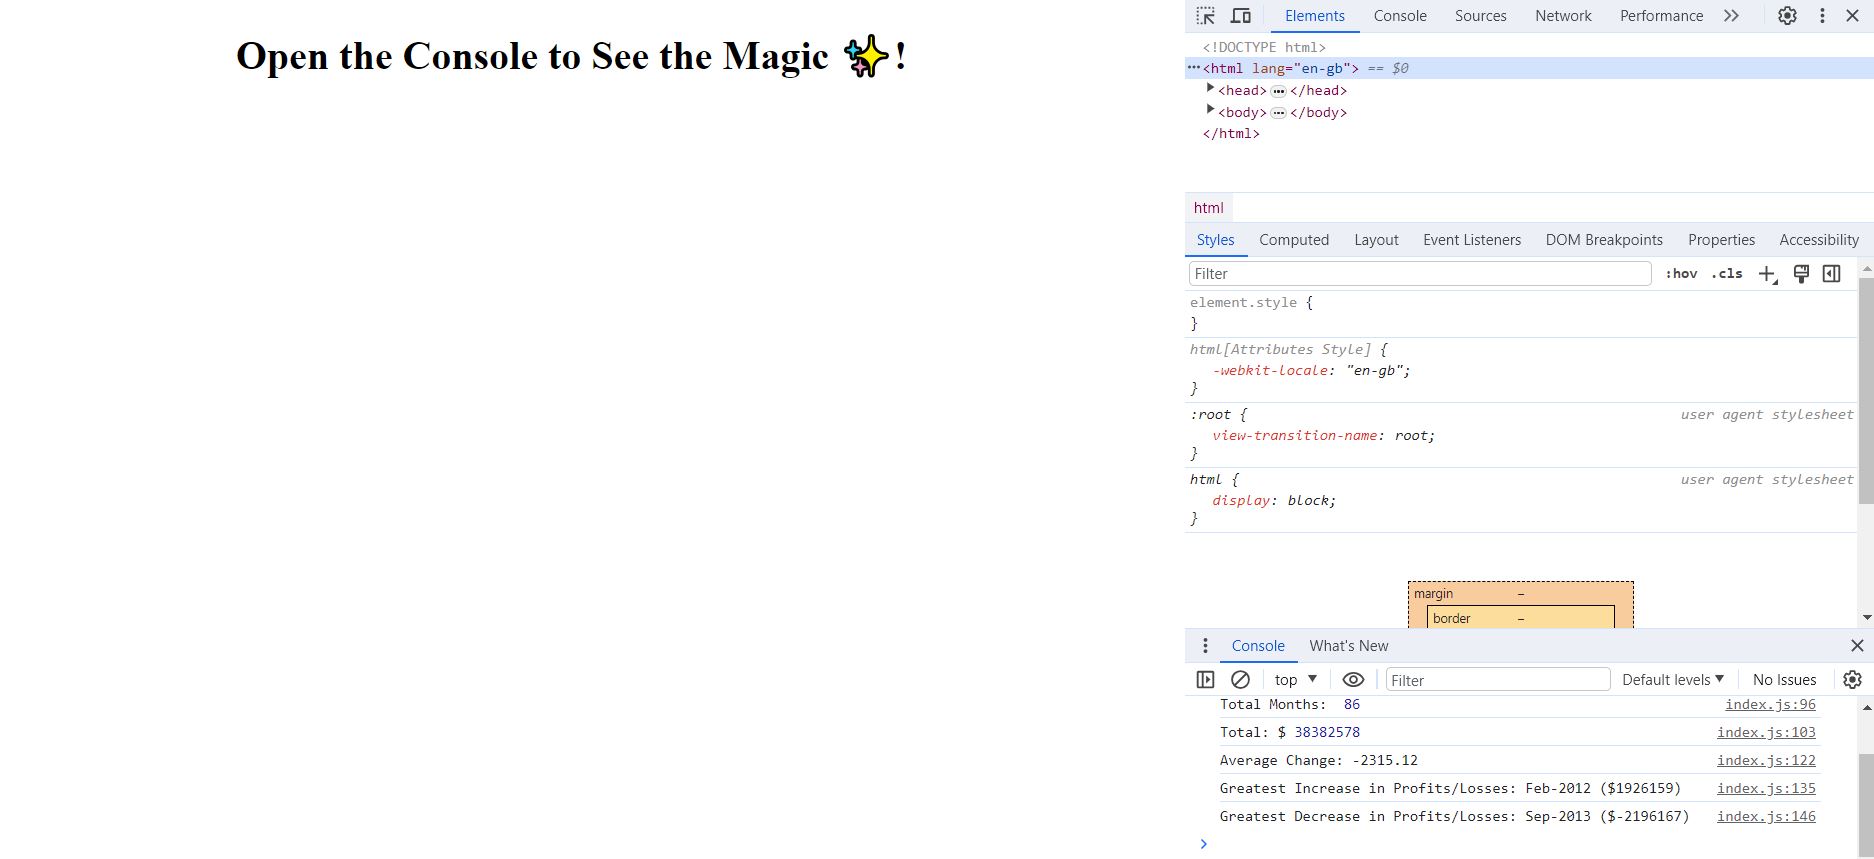 Open the Console to See the Magic ✨!
Elements Console Sources Network Performance
<!DOCTYPE html>
<html lang="en-gb"> == $0
<head> ••• </head>
<body> ••• </body>
</html>
html
Styles Computed Layout Event Listeners DOM Breakpoints Properties Accessibility
Filter :hov .cls
element.style {
}
html[Attributes Style] {
-webkit-locale: "en-gb";
}
:root { user agent stylesheet
view-transition-name: root;
}
html { user agent stylesheet
display: block;
}
margin –
border –
Console What's New
top Filter Default levels No Issues
Total Months: 86 index.js:96
Total: $ 38382578 index.js:103
Average Change: -2315.12 index.js:122
Greatest Increase in Profits/Losses: Feb-2012 ($1926159) index.js:135
Greatest Decrease in Profits/Losses: Sep-2013 ($-2196167) index.js:146